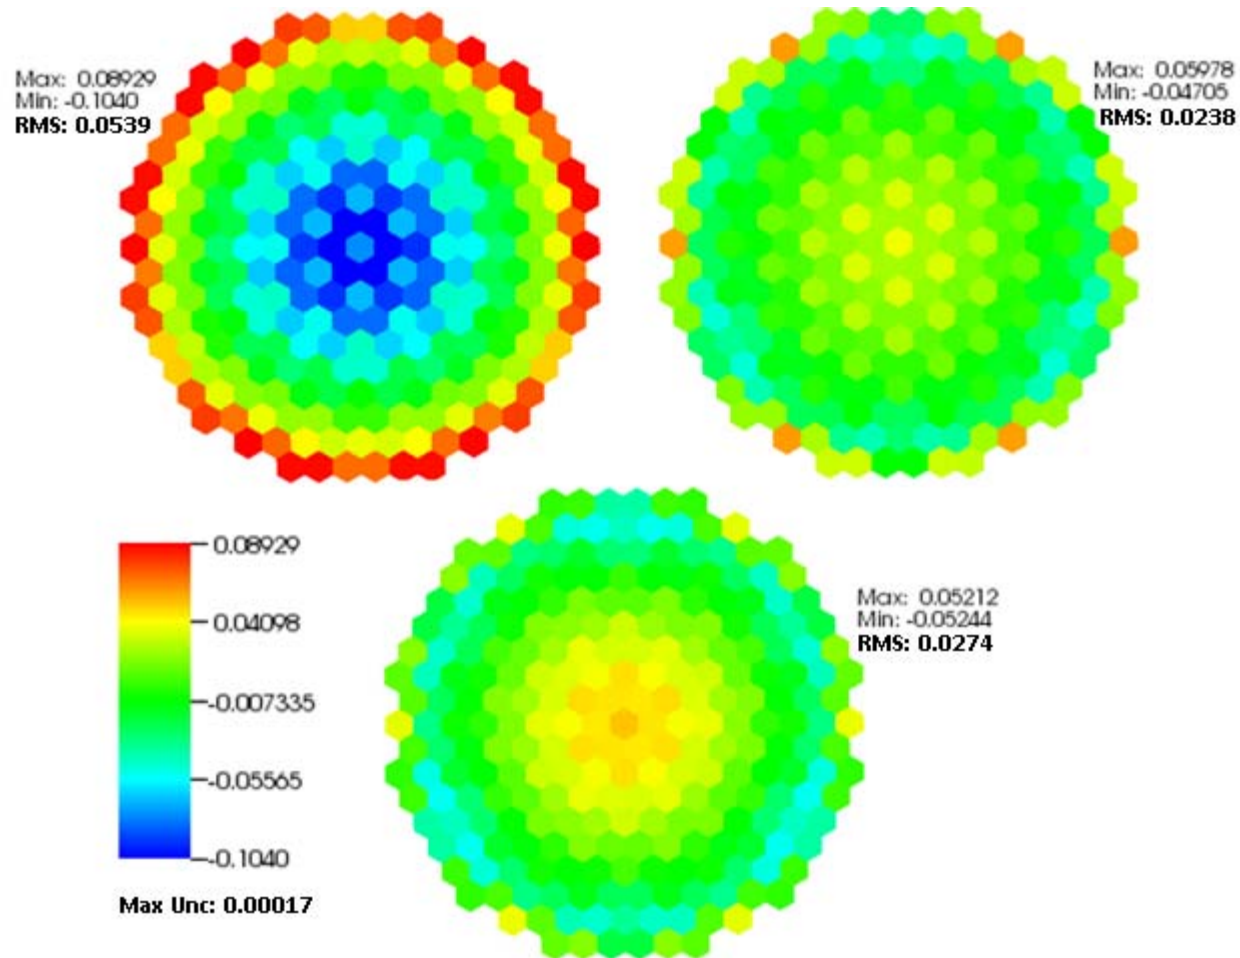 Max: 0.08929
Min: -0.1040
RMS: 0.0539
Max: 0.05978
Min: -0.04705
RMS: 0.0238
0.08929
0.04098
-0.007335
-0.05565
-0.1040
Max Unc: 0.00017
Max: 0.05212
Min: -0.05244
RMS: 0.0274